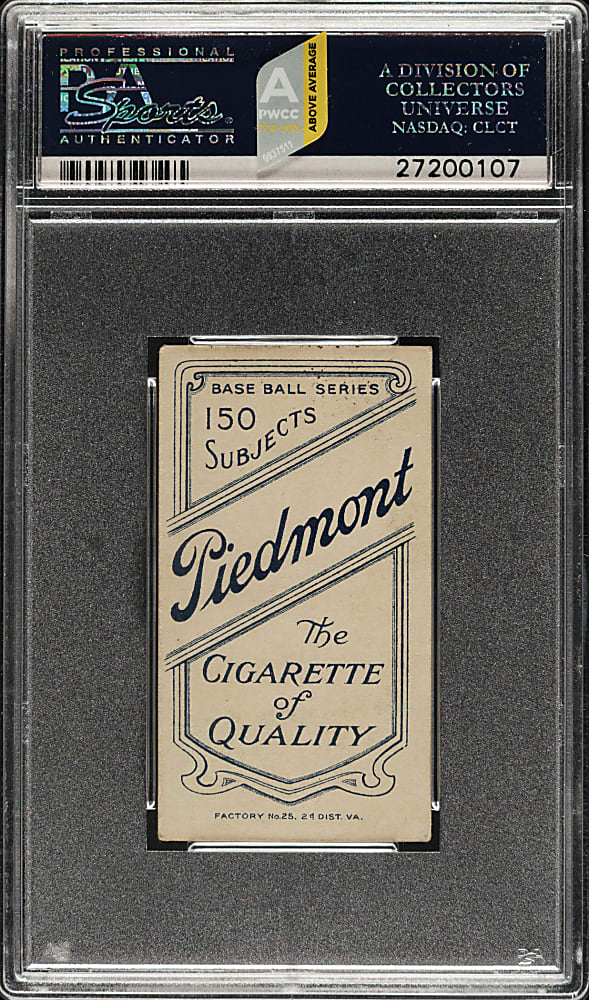 PROFESSIONAL
Sports
AUTHENTICATOR
A
PWCC
ABOVE AVERAGE
0937511
A DIVISION OF
COLLECTORS
UNIVERSE
NASDAQ: CLCT
27200107
BASE BALL SERIES
150
SUBJECTS
Piedmont
The
CIGARETTE
of
QUALITY
FACTORY No.25, 2d DIST. VA.